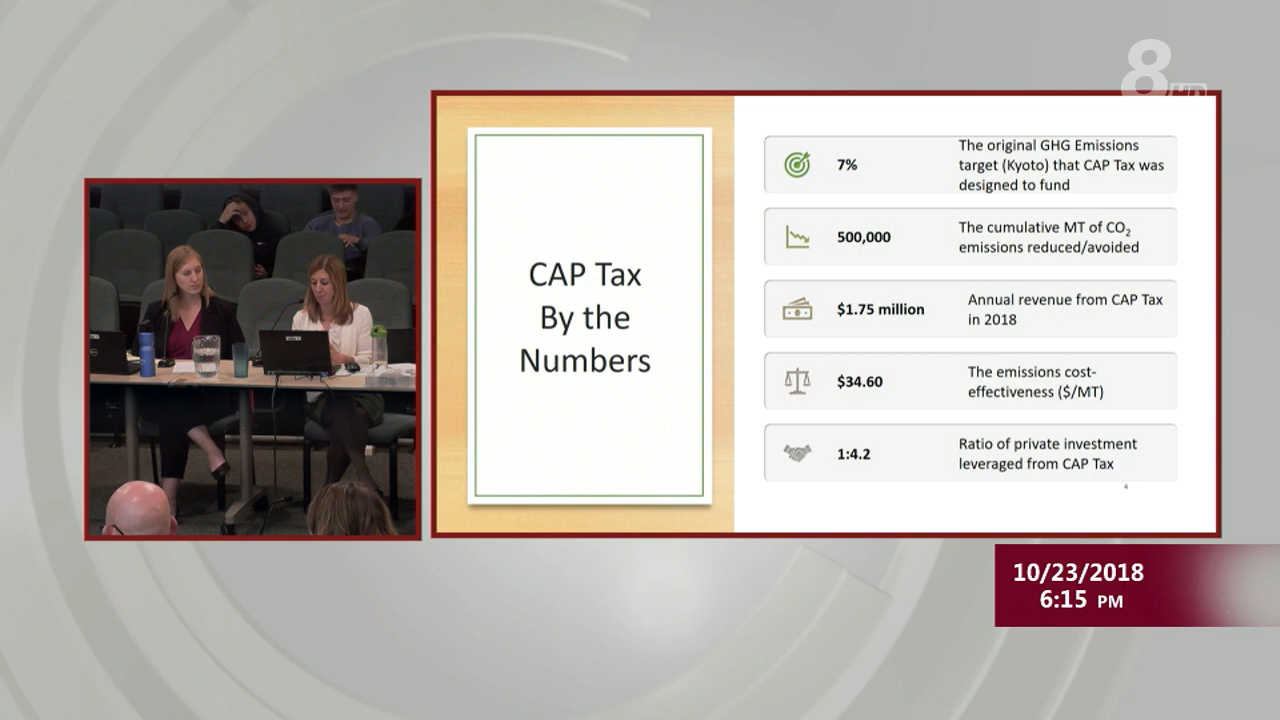 8
HD
CAP Tax
By the
Numbers
7%
The original GHG Emissions
target (Kyoto) that CAP Tax was
designed to fund
500,000
The cumulative MT of CO₂
emissions reduced/avoided
$1.75 million
Annual revenue from CAP Tax
in 2018
$34.60
The emissions cost-
effectiveness ($/MT)
1:4.2
Ratio of private investment
leveraged from CAP Tax
4
10/23/2018
6:15 PM